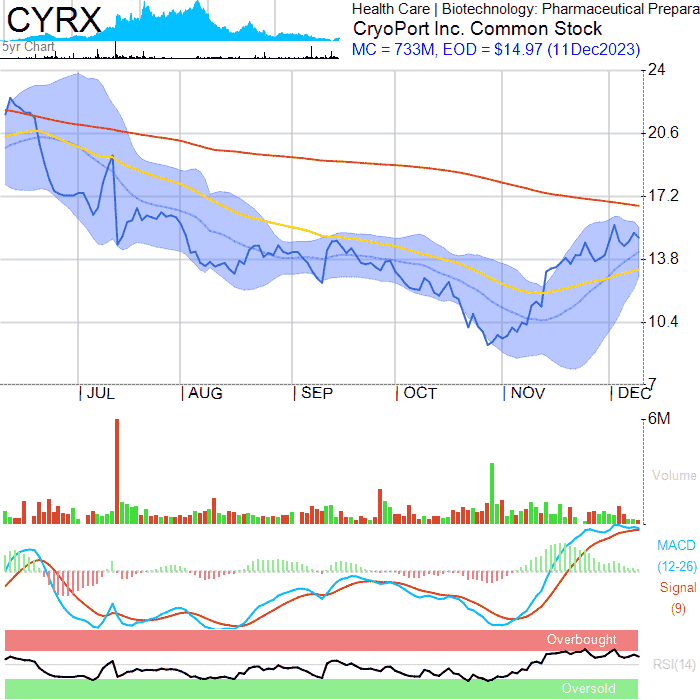 CYRX
5yr Chart
Health Care | Biotechnology: Pharmaceutical Prepara
CryoPort Inc. Common Stock
MC = 733M, EOD = $14.97 (11Dec2023)
24
20.6
17.2
13.8
10.4
7
JUL AUG SEP OCT NOV DEC
6M
Volume
MACD
(12-26)
Signal
(9)
Overbought
RSI(14)
Oversold